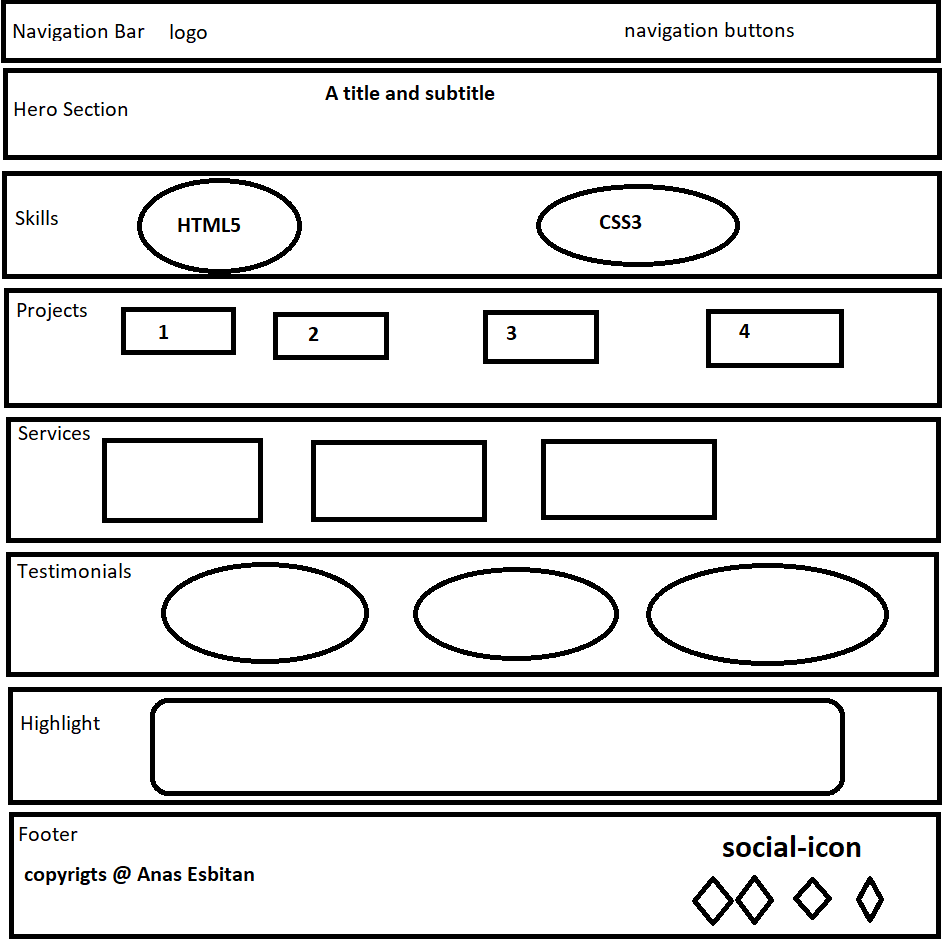 Navigation Bar logo navigation buttons
A title and subtitle
Hero Section
Skills HTML5 CSS3
Projects
1 2 3 4
Services
Testimonials
Highlight
Footer
social-icon
copyrigts @ Anas Esbitan